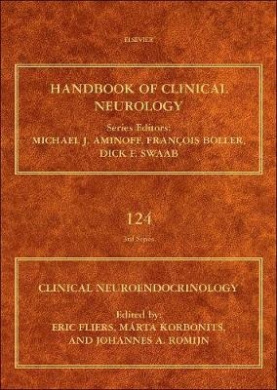 ELSEVIER
HANDBOOK OF CLINICAL
NEUROLOGY
Series Editors:
MICHAEL J. AMINOFF, FRANÇOIS BOLLER,
DICK F. SWAAB
124
3rd Series
CLINICAL NEUROENDOCRINOLOGY
Edited by:
ERIC FLIERS, MÁRTA KORBONITS,
AND JOHANNES A. ROMIJN